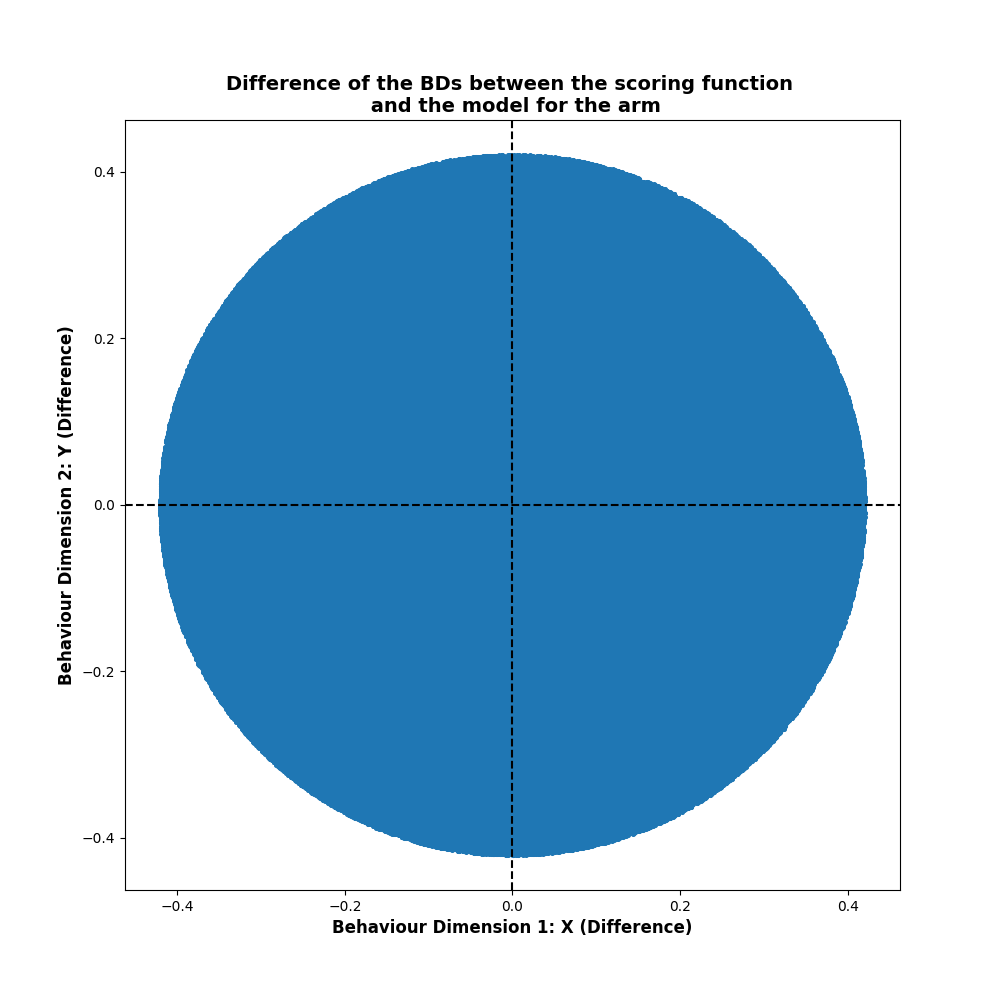 Difference of the BDs between the scoring function
and the model for the arm
Behaviour Dimension 2: Y (Difference)
0.4
0.2
0.0
−0.2
−0.4
−0.4
−0.2
0.0
0.2
0.4
Behaviour Dimension 1: X (Difference)